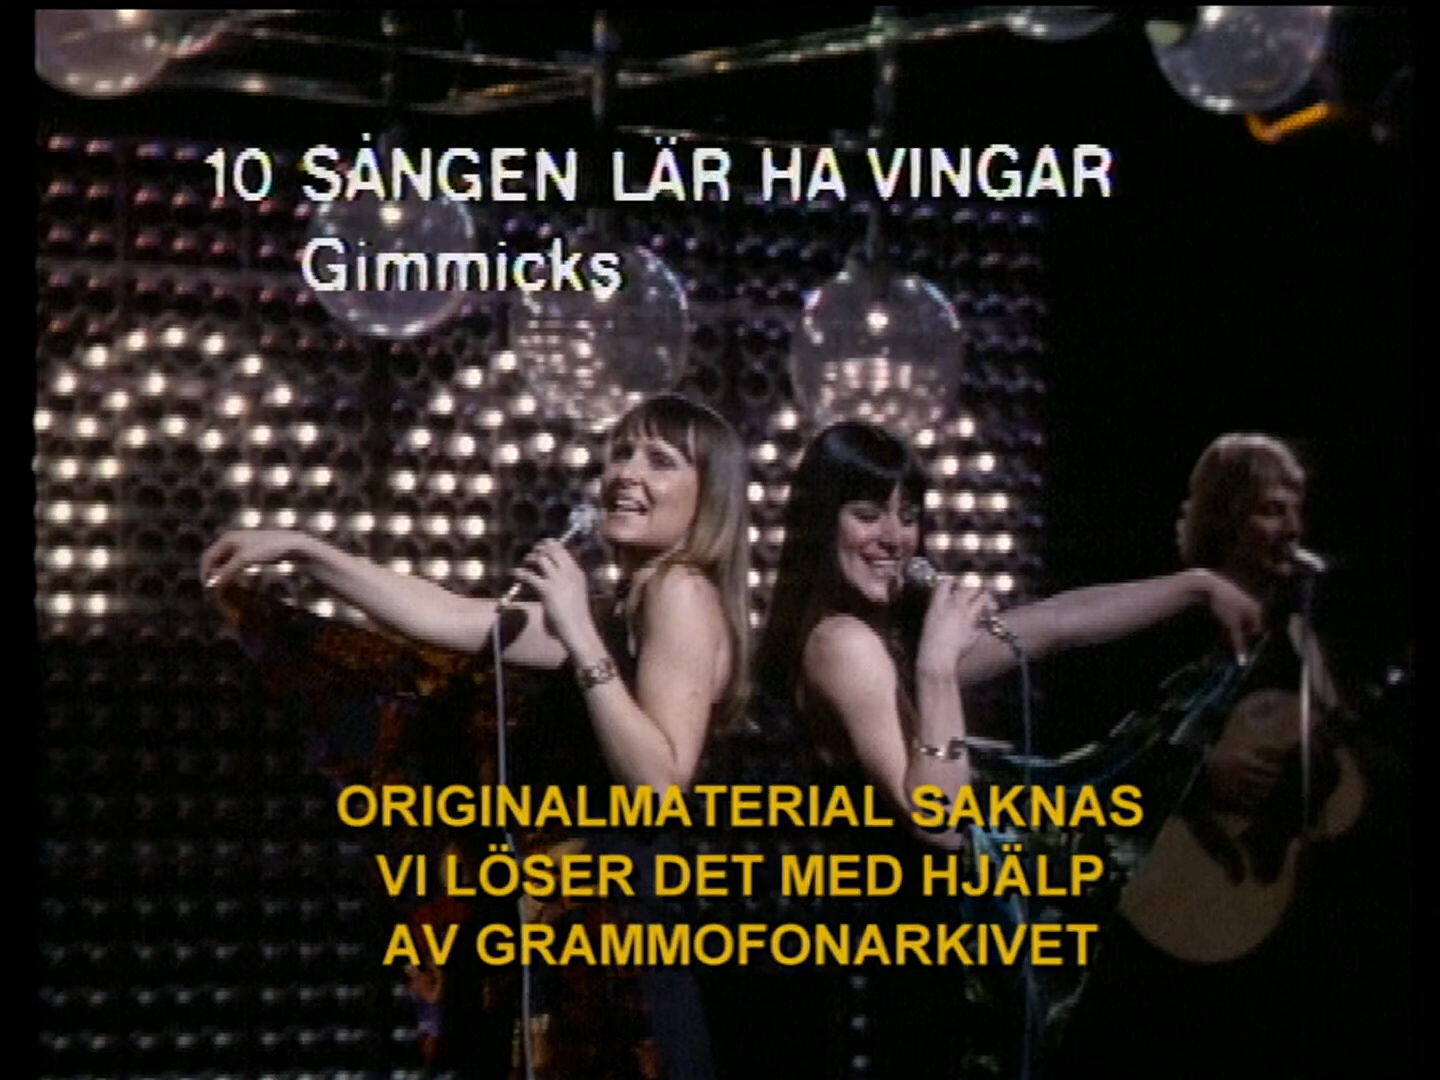 10 SÅNGEN LÄR HA VINGAR
Gimmicks
ORIGINALMATERIAL SAKNAS
VI LÖSER DET MED HJÄLP
AV GRAMMOFONARKIVET